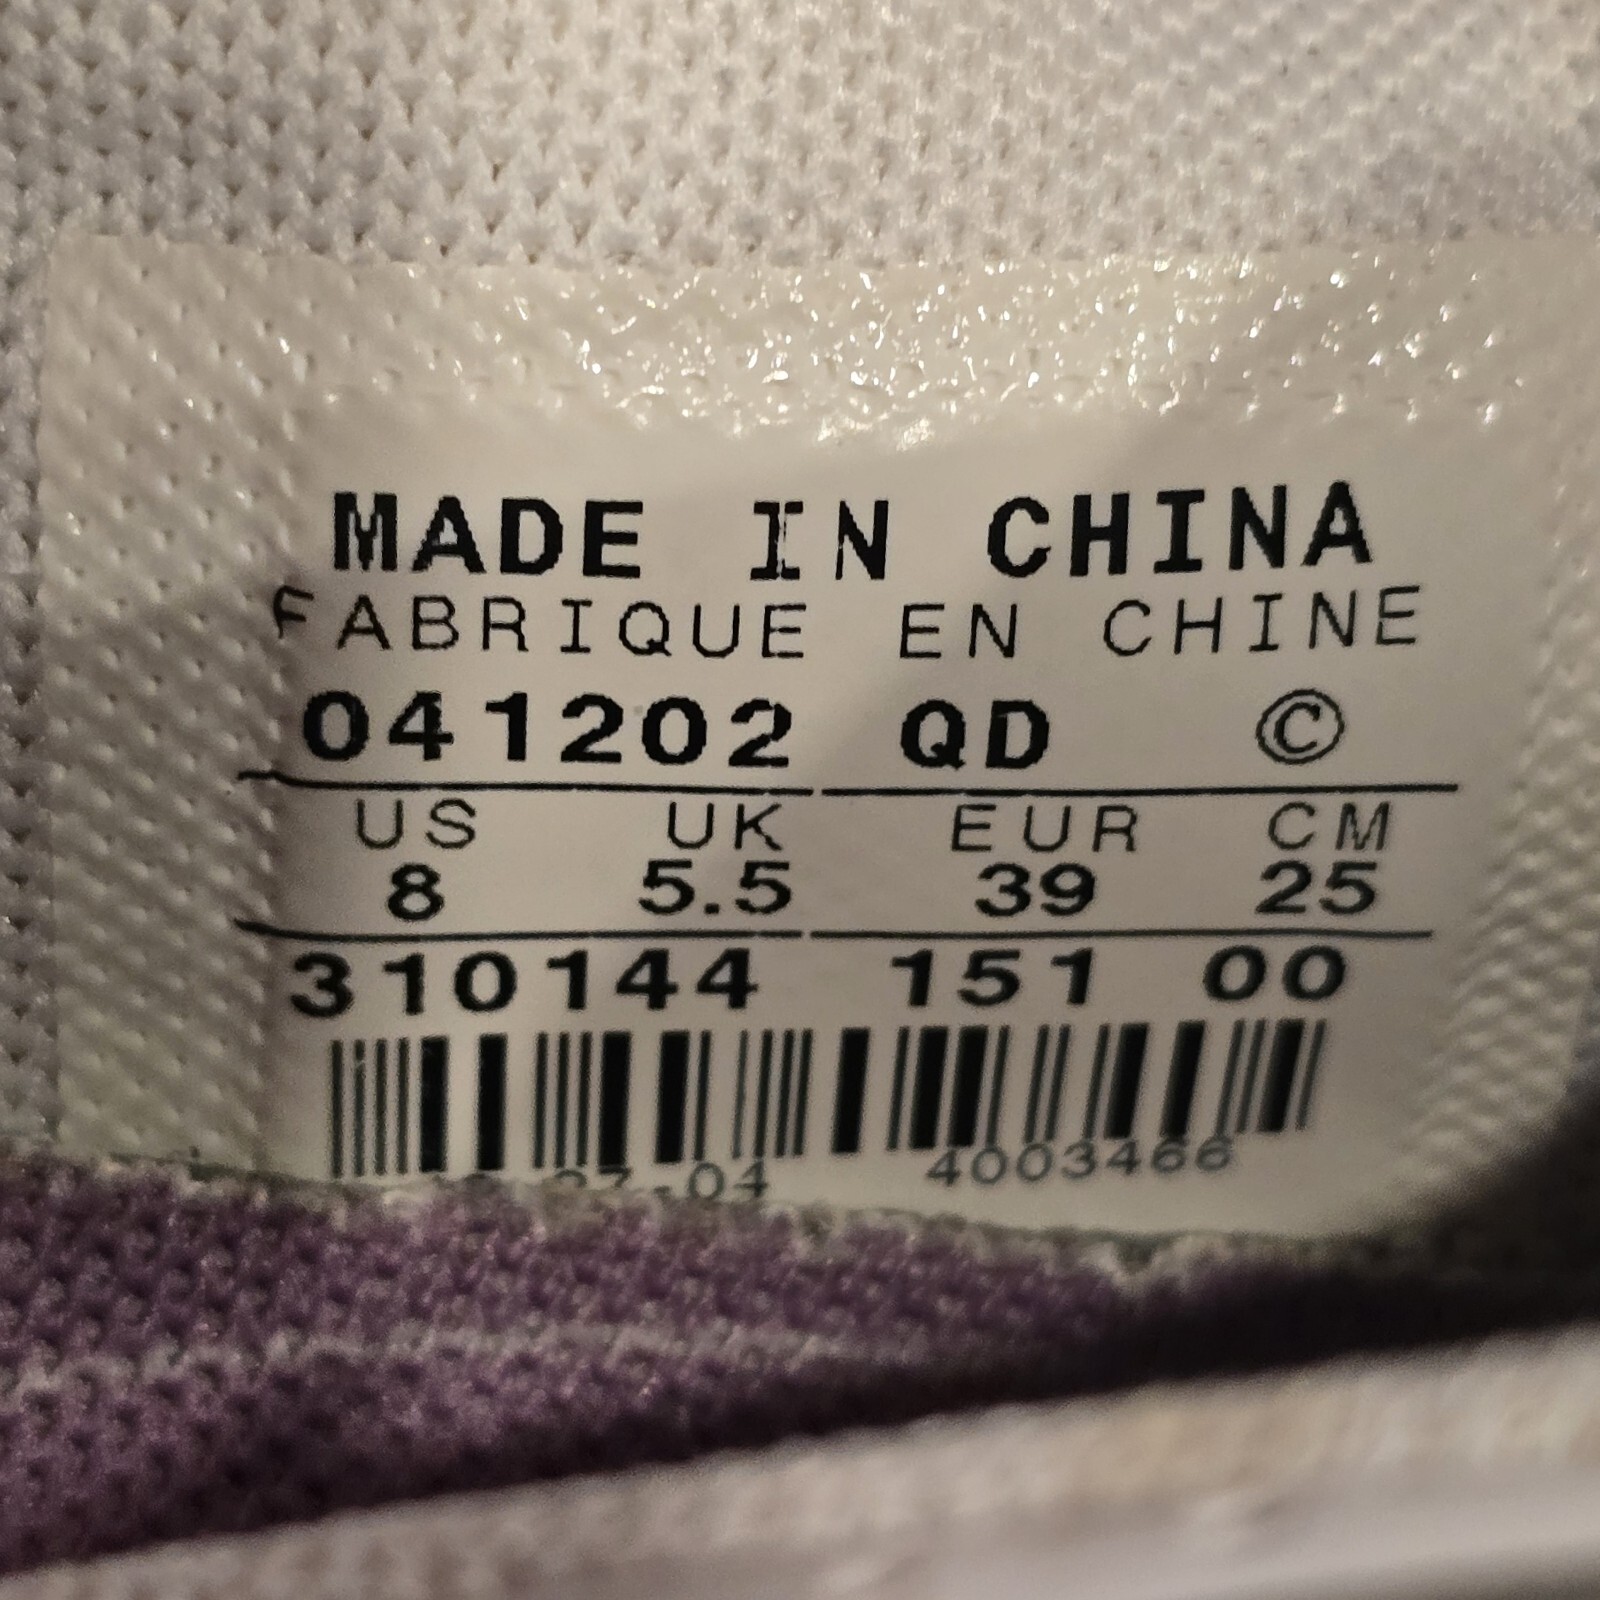 MADE IN CHINA
FABRIQUE EN CHINE
041202 QD ©
US UK EUR CM
8 5.5 39 25
310144 151 00
4003466